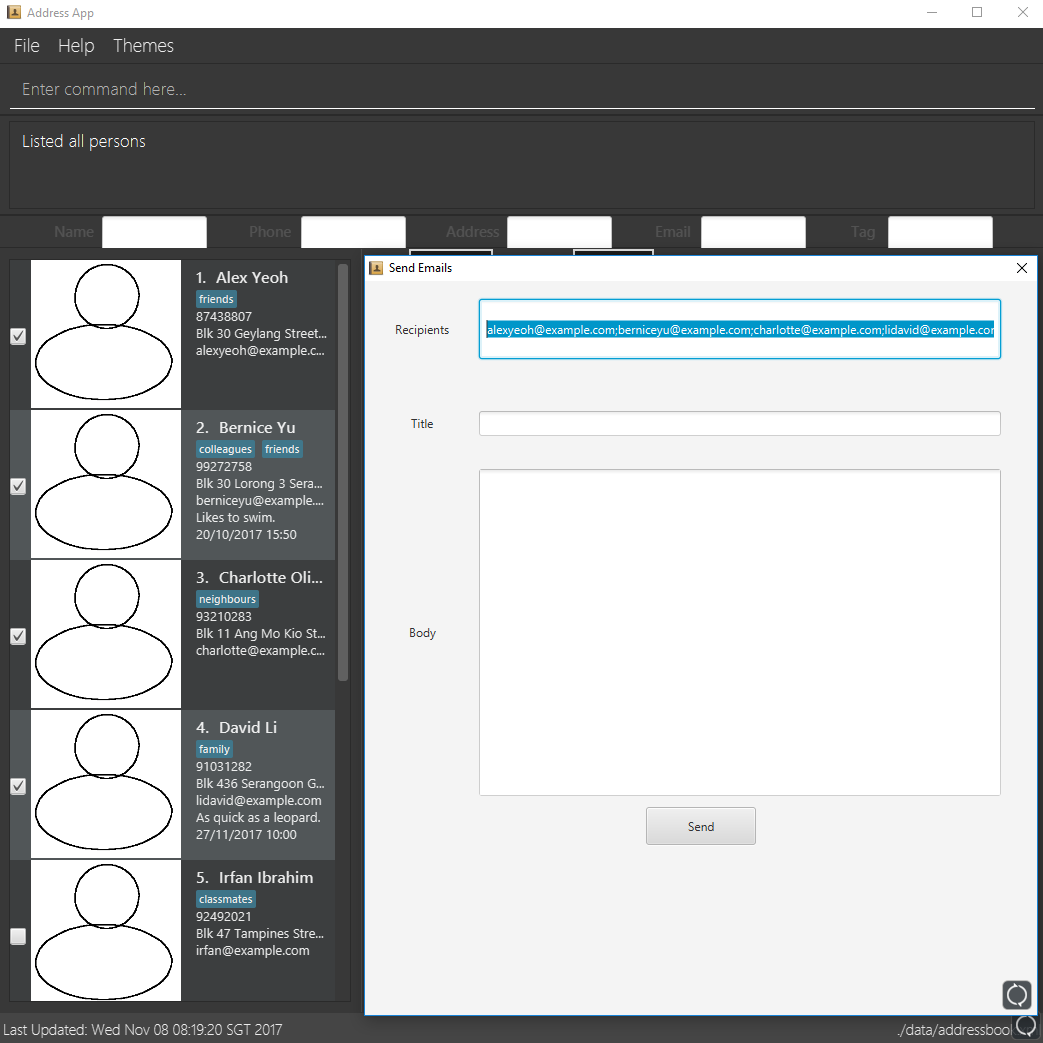 Address App
File Help Themes
Enter command here...
Listed all persons
Name Phone Address Email Tag
1. Alex Yeoh
friends
87438807
Blk 30 Geylang Street...
alexyeoh@example.c...
2. Bernice Yu
colleagues friends
99272758
Blk 30 Lorong 3 Sera...
berniceyu@example....
Likes to swim.
20/10/2017 15:50
3. Charlotte Oli...
neighbours
93210283
Blk 11 Ang Mo Kio St...
charlotte@example.c...
4. David Li
family
91031282
Blk 436 Serangoon G...
lidavid@example.com
As quick as a leopard.
27/11/2017 10:00
5. Irfan Ibrahim
classmates
92492021
Blk 47 Tampines Stre...
irfan@example.com
Send Emails
Recipients
alexyeoh@example.com;berniceyu@example.com;charlotte@example.com;lidavid@example.cor
Title
Body
Send
Last Updated: Wed Nov 08 08:19:20 SGT 2017
./data/addressboo